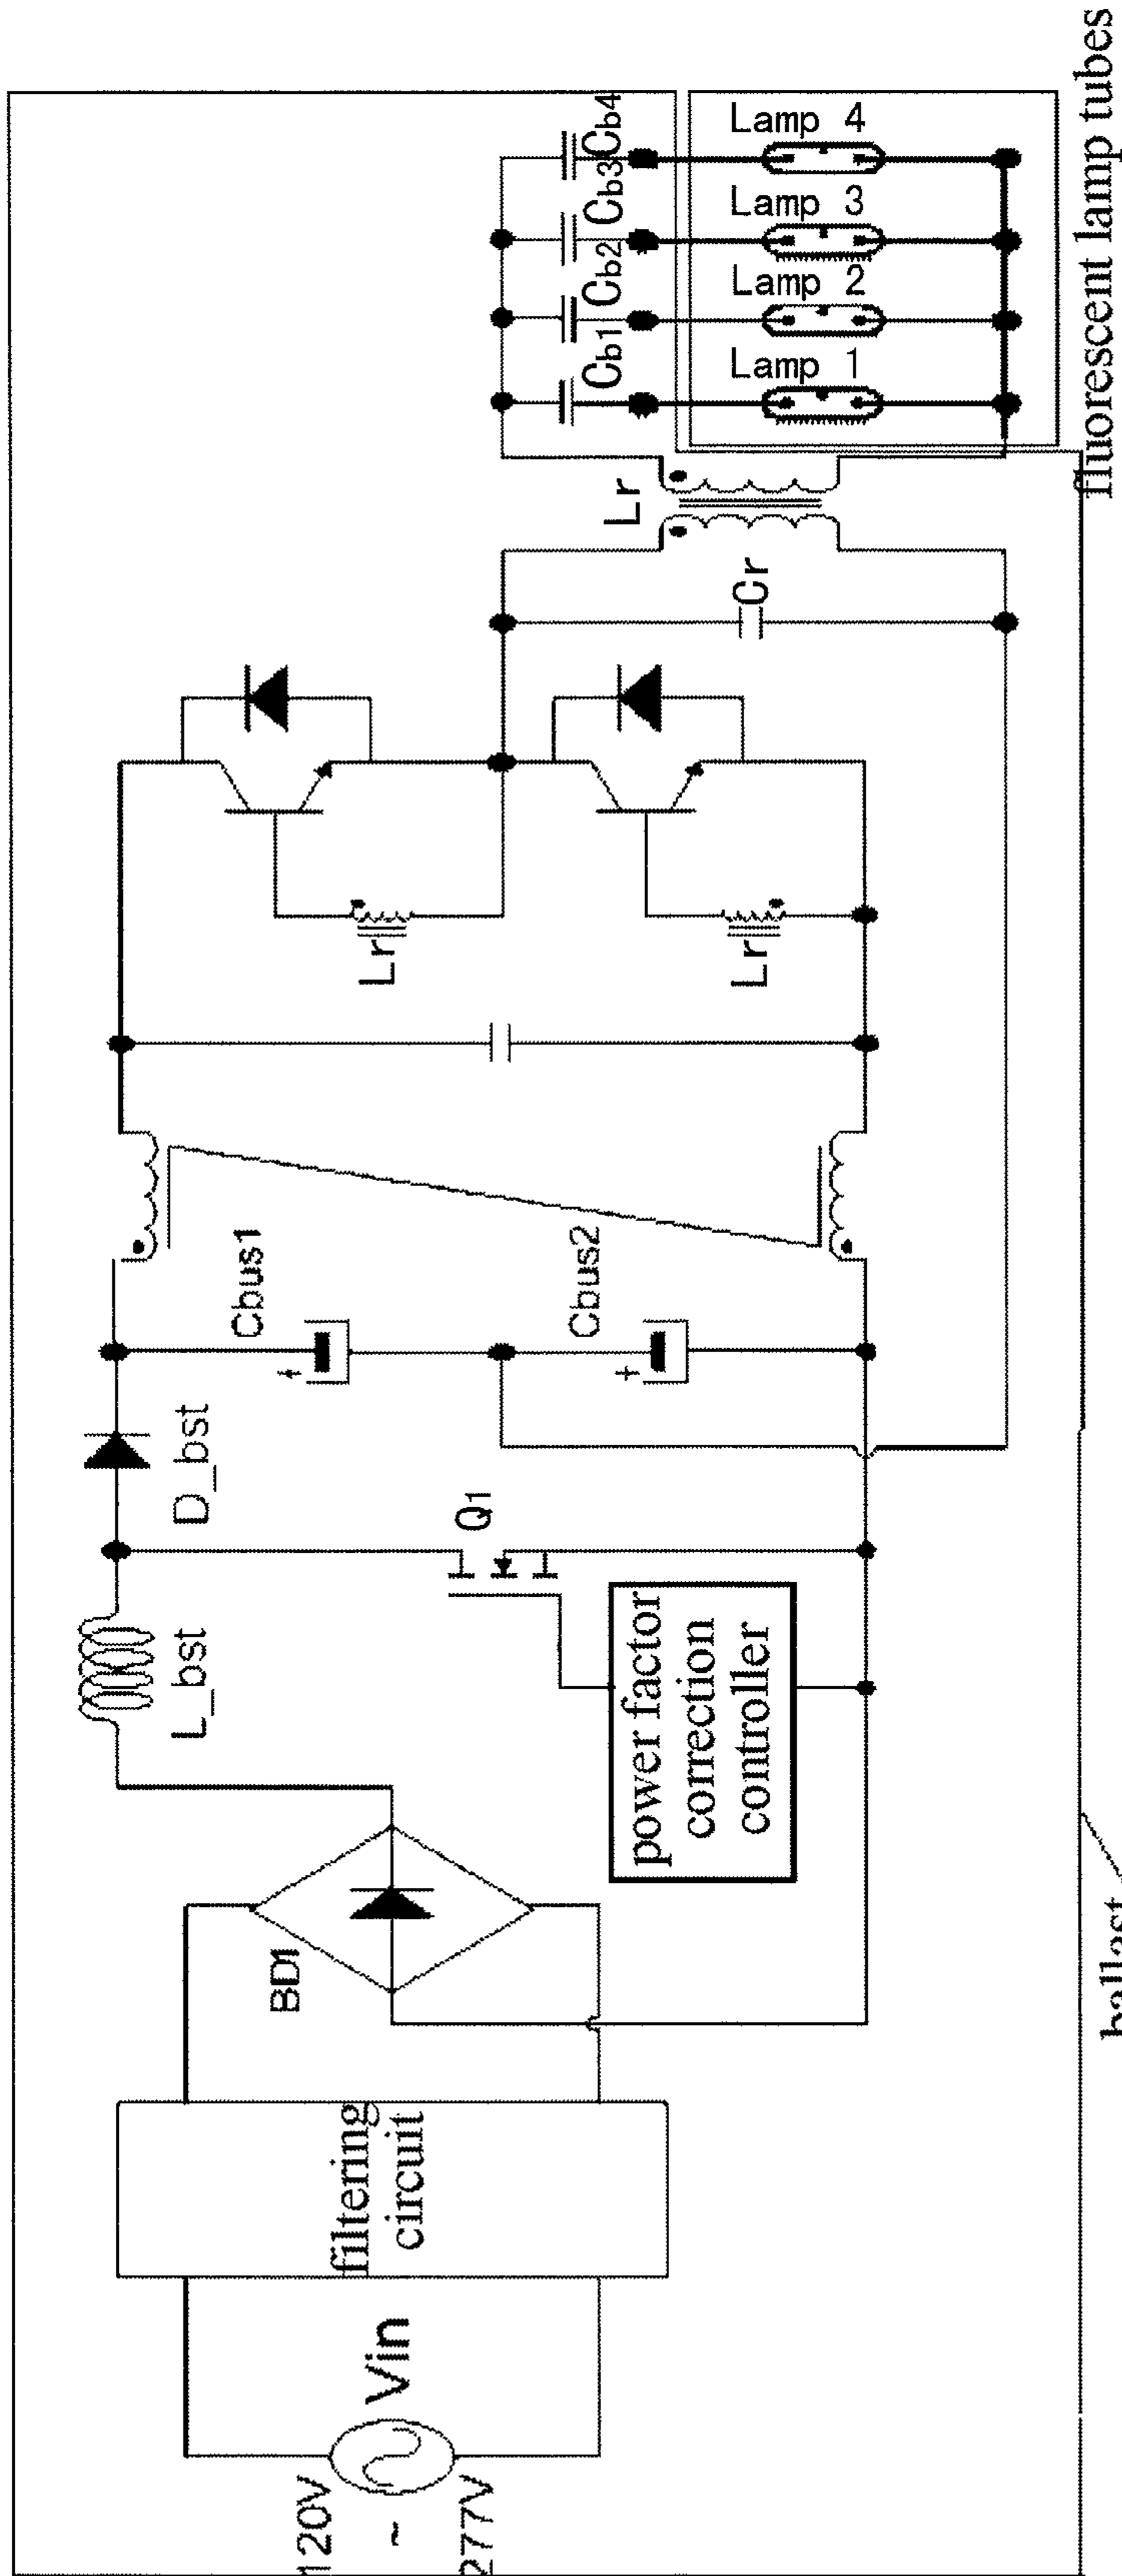 120V
~
277V
Vin
filtering
circuit
BD1
L_bst
D_bst
Q1
power factor
correction
controller
Cbus1
+
Cbus2
+
Lr
Lr
Cr
Lr
Cb1
Cb2
Cb3
Cb4
Lamp 1
Lamp 2
Lamp 3
Lamp 4
fluorescent lamp tubes
ballast